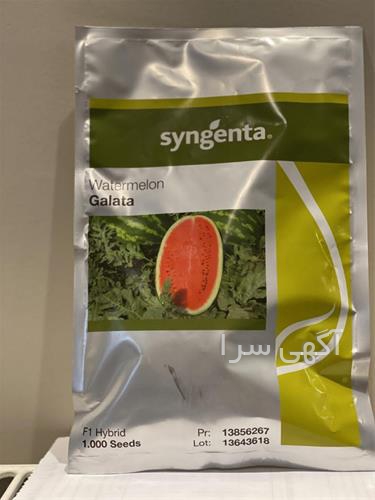 syngenta®
Watermelon
Galata
آگهی سرا
F1 Hybrid
1.000 Seeds
Pr: 13856267
Lot: 13643618